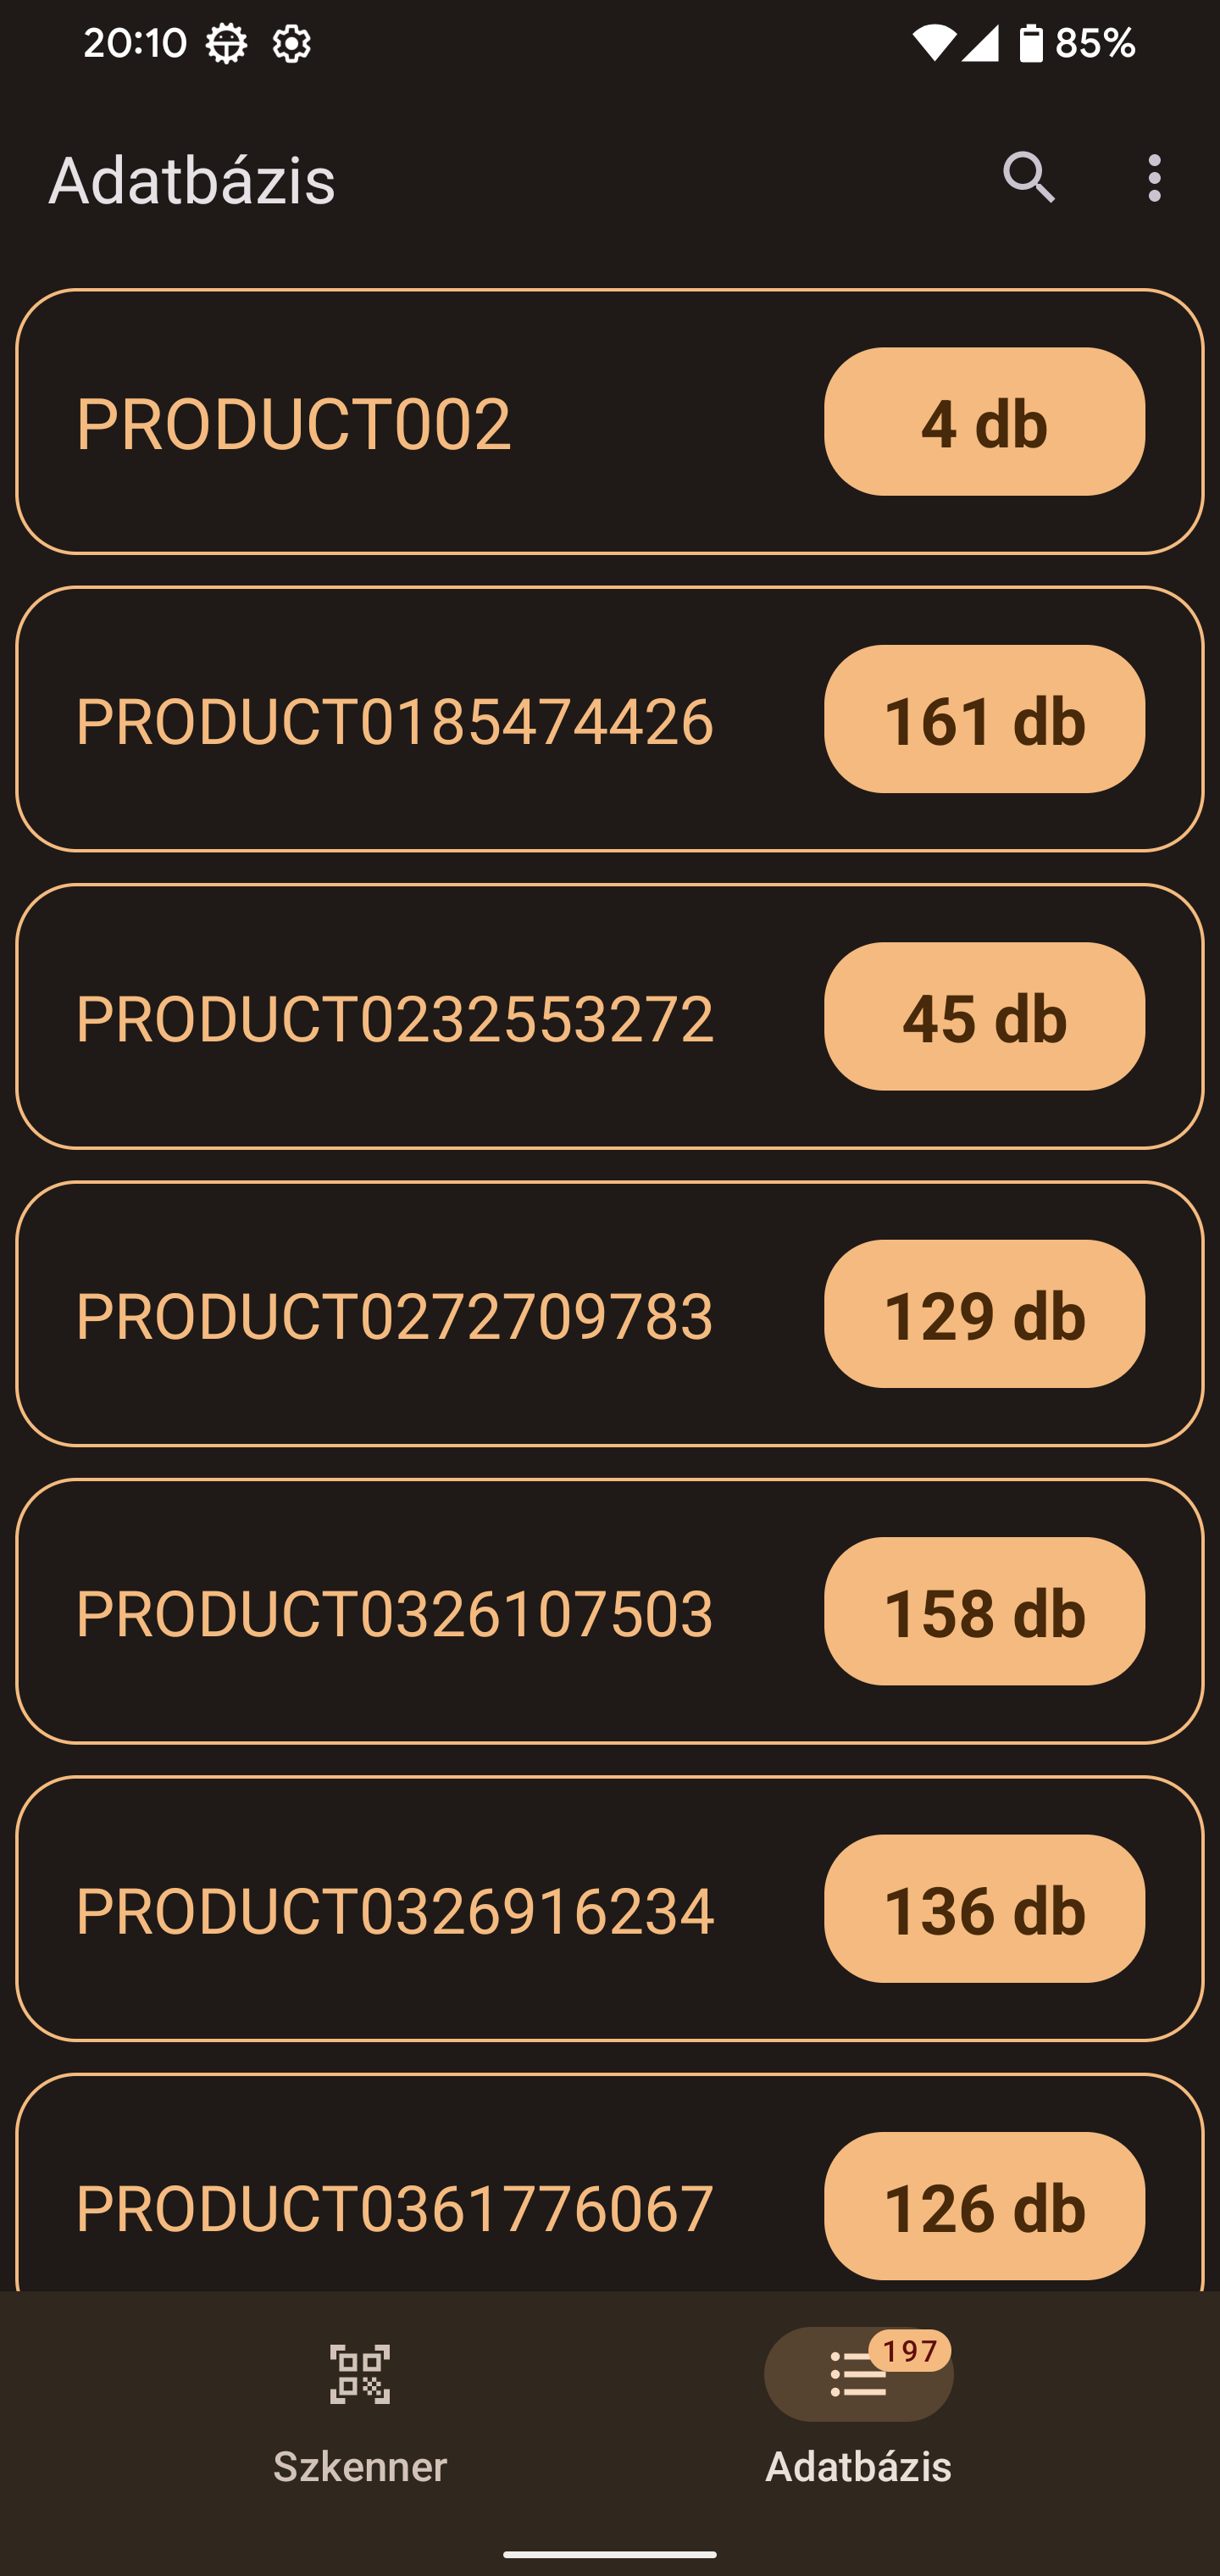 20:10 85%
Adatbázis
PRODUCT002 4 db
PRODUCT0185474426 161 db
PRODUCT0232553272 45 db
PRODUCT0272709783 129 db
PRODUCT0326107503 158 db
PRODUCT0326916234 136 db
PRODUCT0361776067 126 db
197
Szkenner Adatbázis